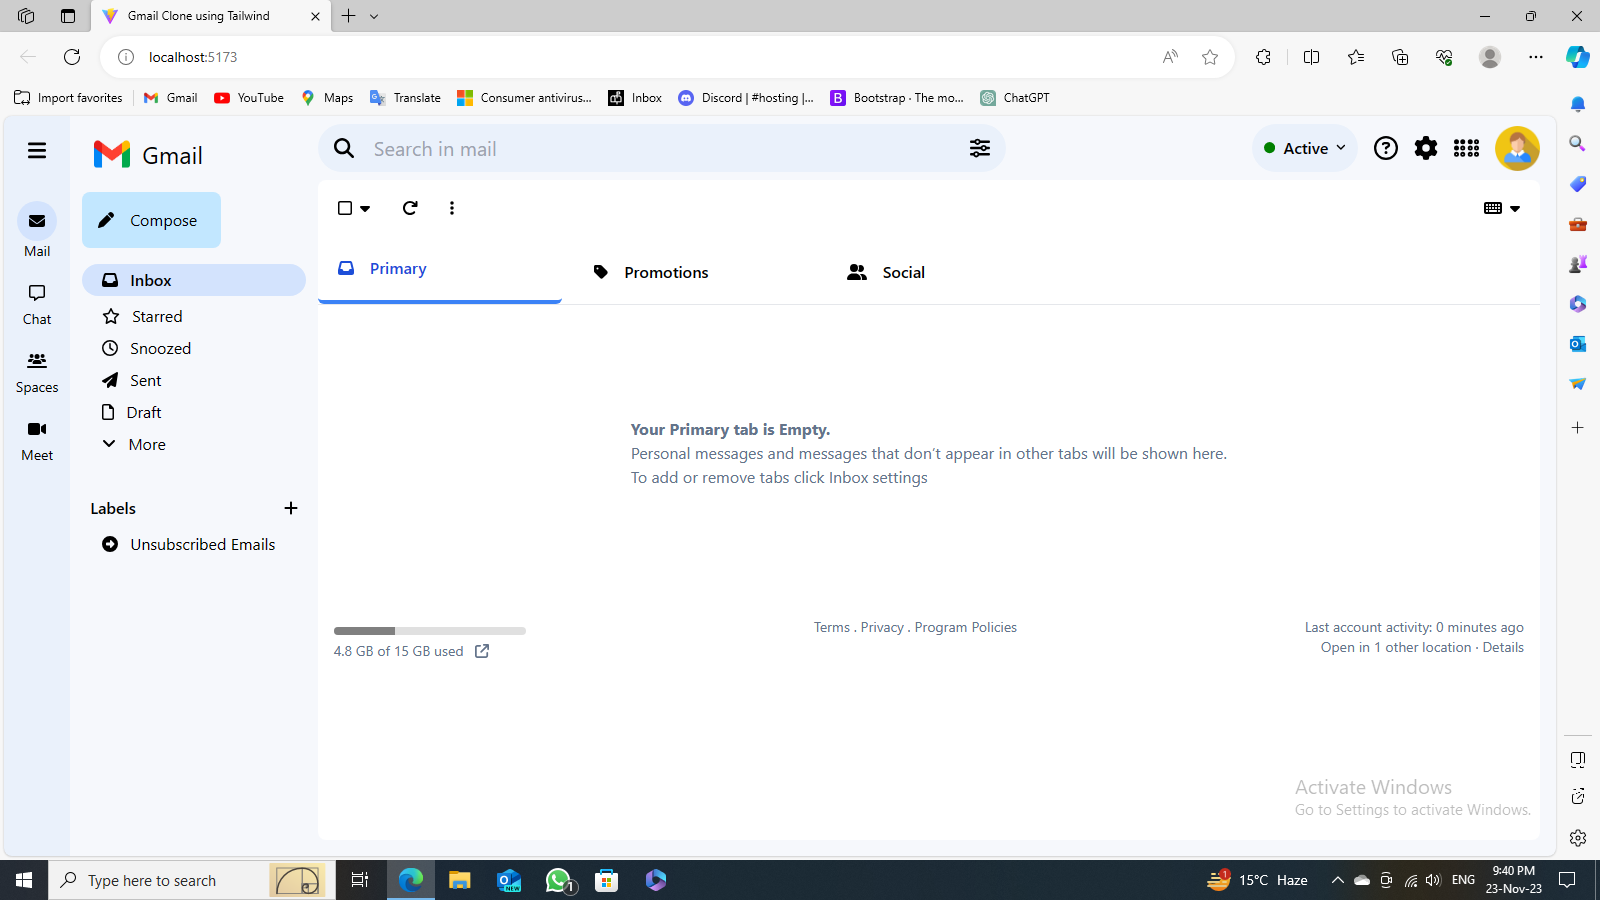 Gmail Clone using Tailwind
localhost:5173
Import favorites Gmail YouTube Maps Translate Consumer antivirus... Inbox Discord | #hosting |... Bootstrap · The mo... ChatGPT
Gmail
Search in mail
Active
Compose
Mail
Chat
Spaces
Meet
Inbox
Starred
Snoozed
Sent
Draft
More
Labels
Unsubscribed Emails
Primary Promotions Social
Your Primary tab is Empty.
Personal messages and messages that don't appear in other tabs will be shown here.
To add or remove tabs click Inbox settings
4.8 GB of 15 GB used
Terms . Privacy . Program Policies
Last account activity: 0 minutes ago
Open in 1 other location · Details
Activate Windows
Go to Settings to activate Windows.
Type here to search
NEW
1
1
15°C Haze
ENG
9:40 PM
23-Nov-23